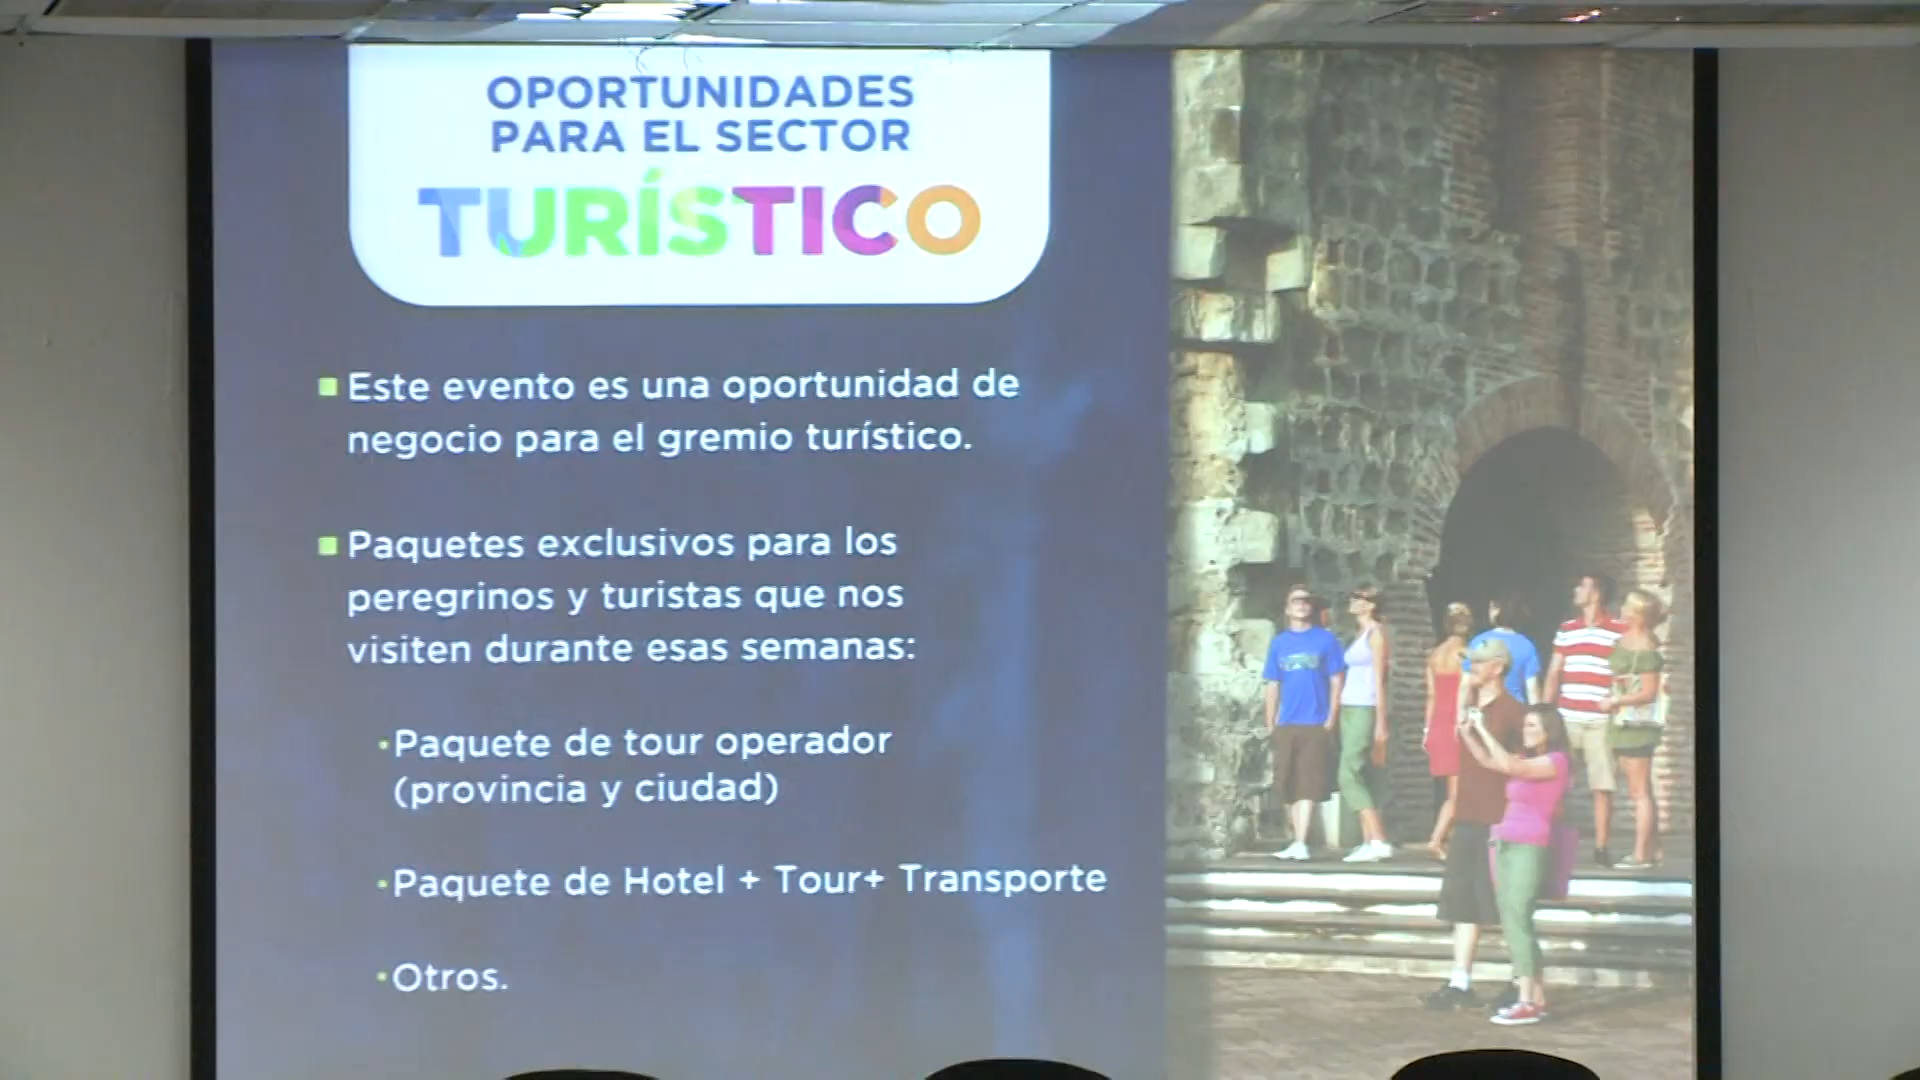 OPORTUNIDADES
PARA EL SECTOR
TURÍSTICO
Este evento es una oportunidad de
negocio para el gremio turístico.
Paquetes exclusivos para los
peregrinos y turistas que nos
visiten durante esas semanas:
Paquete de tour operador
(provincia y ciudad)
Paquete de Hotel + Tour+ Transporte
Otros.